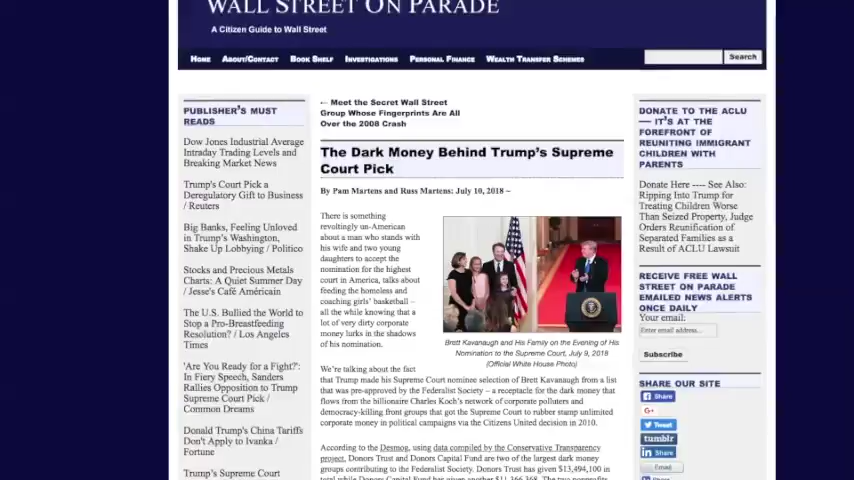 WALL STREET ON PARADE
A Citizen Guide to Wall Street
HOME
ABOUT/CONTACT
BOOK SHELF
INVESTIGATIONS
PERSONAL FINANCE
WEALTH TRANSFER SCHEMES
Search
PUBLISHER'S MUST
READS
Dow Jones Industrial Average
Intraday Trading Levels and
Breaking Market News
Trump's Court Pick a
Deregulatory Gift to Business
/ Reuters
Big Banks, Feeling Unloved
in Trump's Washington,
Shake Up Lobbying / Politico
Stocks and Precious Metals
Charts: A Quiet Summer Day
/ Jesse's Café Américain
The U.S. Bullied the World to
Stop a Pro-Breastfeeding
Resolution? / Los Angeles
Times
'Are You Ready for a Fight?':
In Fiery Speech, Sanders
Rallies Opposition to Trump
Supreme Court Pick /
Common Dreams
Donald Trump's China Tariffs
Don't Apply to Ivanka /
Fortune
Trump's Supreme Court
← Meet the Secret Wall Street
Group Whose Fingerprints Are All
Over the 2008 Crash
The Dark Money Behind Trump's Supreme
Court Pick
By Pam Martens and Russ Martens: July 10, 2018 ~
There is something
revoltingly un-American
about a man who stands with
his wife and two young
daughters to accept the
nomination for the highest
court in America, talks about
feeding the homeless and
coaching girls' basketball –
all the while knowing that a
lot of very dirty corporate
money lurks in the shadows
of his nomination.
Brett Kavanaugh and His Family on the Evening of His
Nomination to the Supreme Court, July 9, 2018
(Official White House Photo)
We're talking about the fact
that Trump made his Supreme Court nominee selection of Brett Kavanaugh from a list
that was pre-approved by the Federalist Society – a receptacle for the dark money that
flows from the billionaire Charles Koch's network of corporate polluters and
democracy-killing front groups that got the Supreme Court to rubber stamp unlimited
corporate money in political campaigns via the Citizens United decision in 2010.
According to the Desmog, using data compiled by the Conservative Transparency
project, Donors Trust and Donors Capital Fund are two of the largest dark money
groups contributing to the Federalist Society. Donors Trust has given $13,494,100 in
total while Donors Capital Fund has given another $11,366,368. The two nonprofits
DONATE TO THE ACLU
— IT'S AT THE
FOREFRONT OF
REUNITING IMMIGRANT
CHILDREN WITH
PARENTS
Donate Here ---- See Also:
Ripping Into Trump for
Treating Children Worse
Than Seized Property, Judge
Orders Reunification of
Separated Families as a
Result of ACLU Lawsuit
RECEIVE FREE WALL
STREET ON PARADE
EMAILED NEWS ALERTS
ONCE DAILY
Your email:
Enter email address...
Subscribe
SHARE OUR SITE
Share
G+
Tweet
tumblr
Share
Email